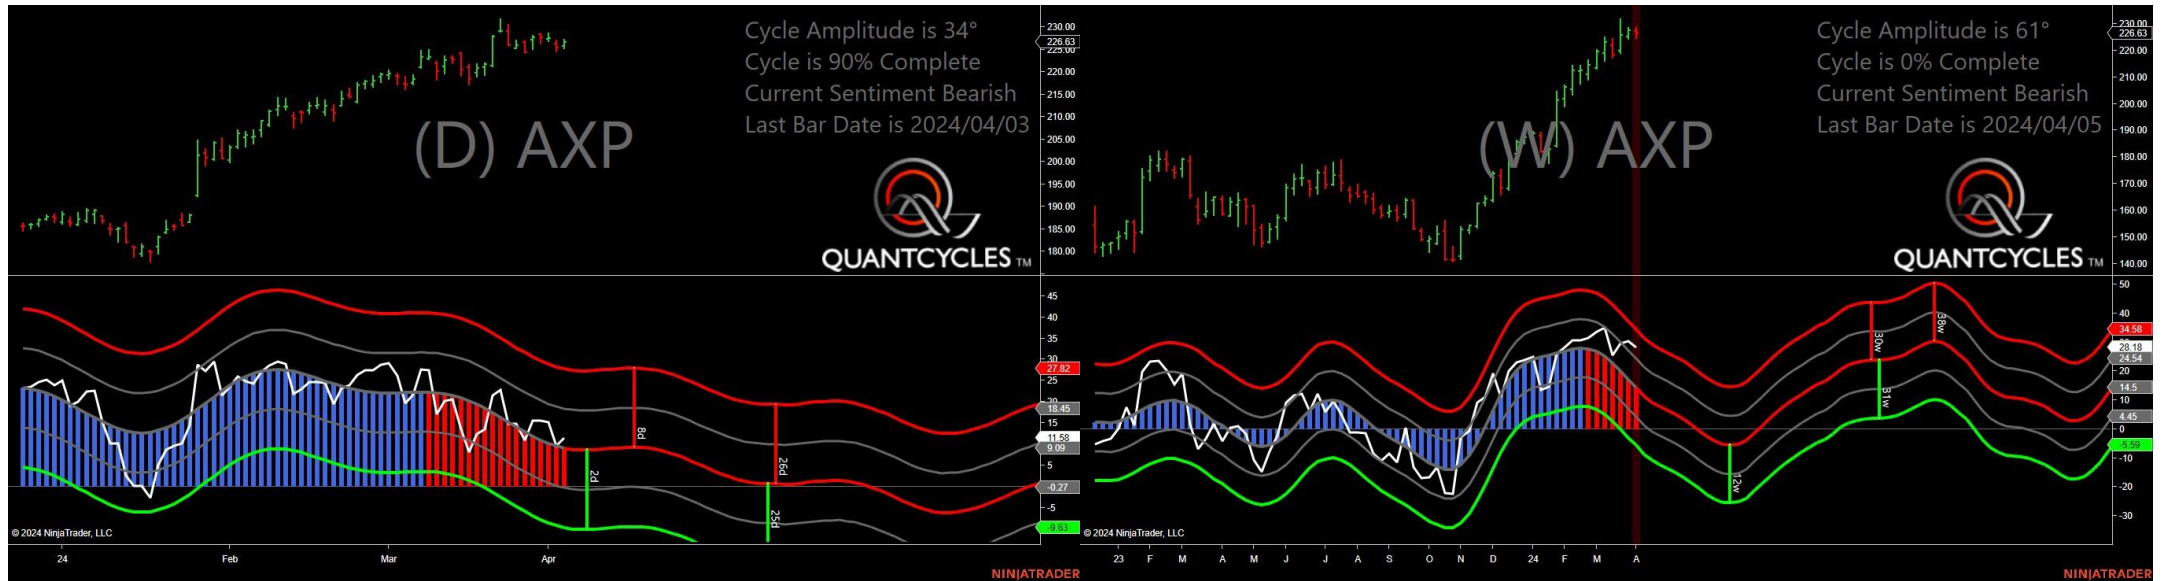 Cycle Amplitude is 34°
Cycle is 90% Complete
Current Sentiment Bearish
Last Bar Date is 2024/04/03
(D) AXP
QUANTCYCLES TM
230.00
226.63
225.00
220.00
215.00
210.00
205.00
200.00
195.00
190.00
185.00
180.00
45
40
35
30
27.82
25
20
18.45
15
11.58
9.09
5
-0.27
-5
-9.63
8d
2d
26d
25d
© 2024 NinjaTrader, LLC
24 Feb Mar Apr
NINJATRADER
Cycle Amplitude is 61°
Cycle is 0% Complete
Current Sentiment Bearish
Last Bar Date is 2024/04/05
(W) AXP
QUANTCYCLES TM
230.00
226.63
220.00
210.00
200.00
190.00
180.00
170.00
160.00
150.00
140.00
50
40
34.58
28.18
24.54
20
14.5
10
4.45
0
-5.59
-10
-20
-30
12w
30w
31w
38w
© 2024 NinjaTrader, LLC
23 F M A M J J A S O N D 24 F M A
NINJATRADER